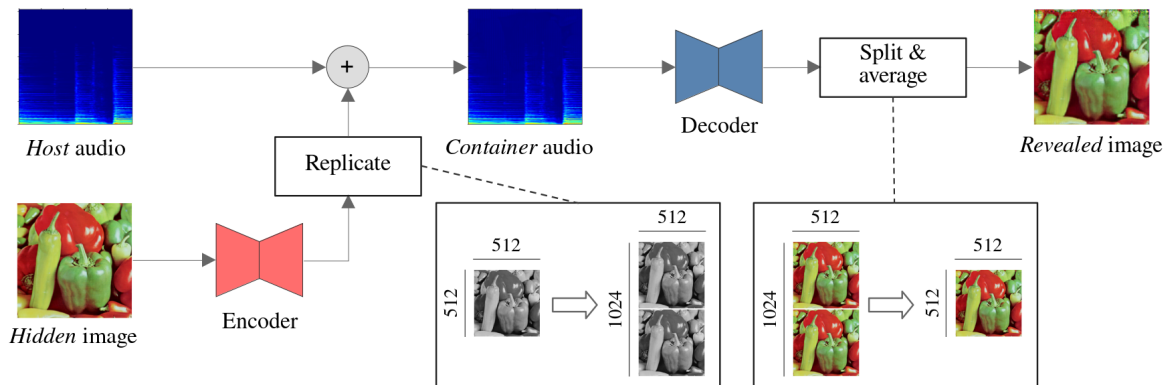 +
Split &
average
Host audio
Container audio
Decoder
Revealed image
Replicate
Hidden image
Encoder
512
512
512
1024
512
512
1024
512